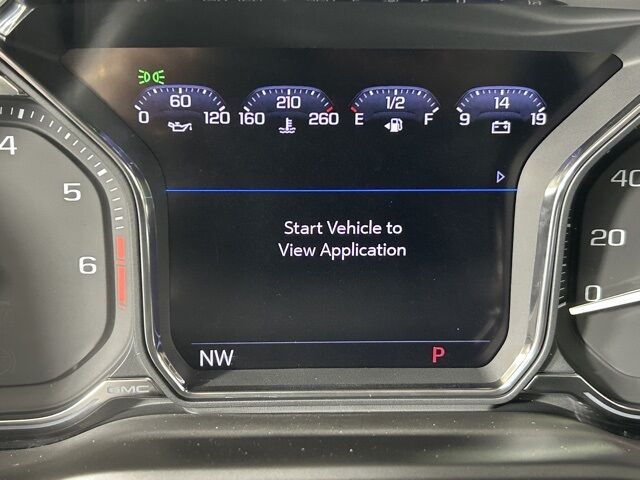 60 210 1/2 14
0 120 160 260 E F 9 19
4
5
6
40
20
0
Start Vehicle to
View Application
NW P
GMC